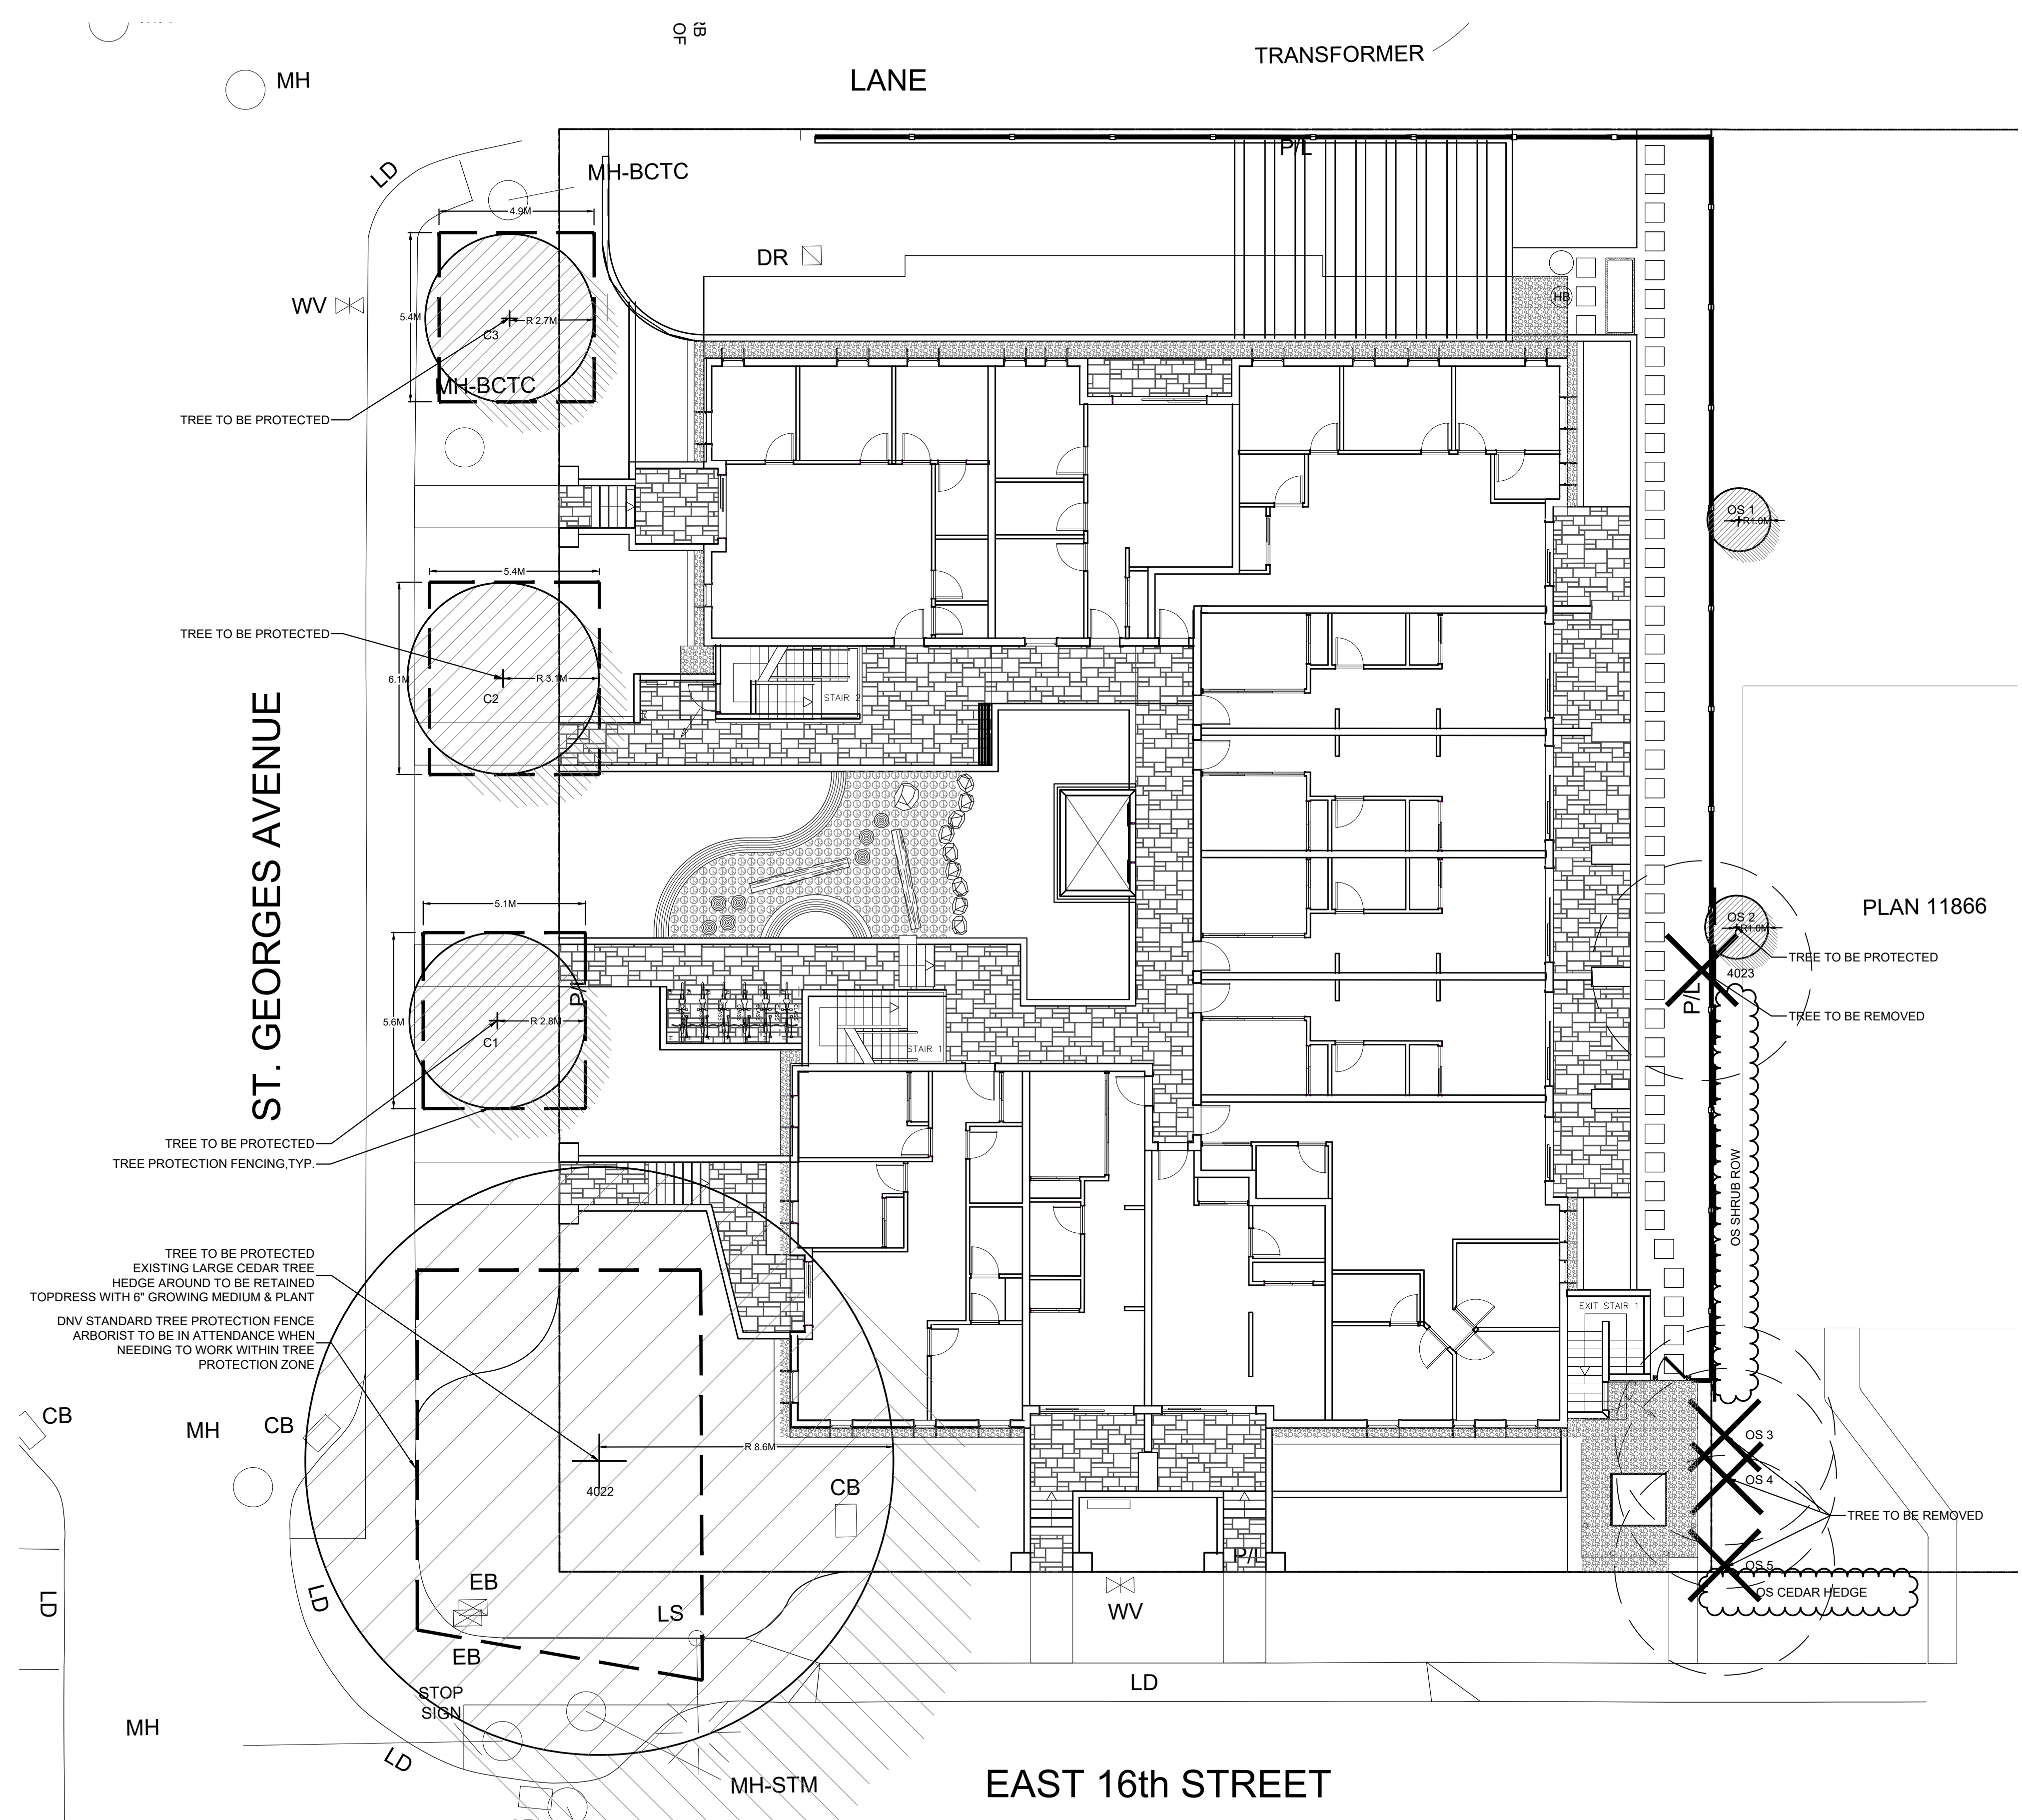 OF
LANE
TRANSFORMER
MH
P/L
LD
MH-BCTC
4.9M
DR
WV
5.4M
R 2.7M
C3
HB
MH-BCTC
TREE TO BE PROTECTED
OS 1
R1.0M
5.4M
TREE TO BE PROTECTED
6.1M
R 3.1M
C2
STAIR 2
ST. GEORGES AVENUE
5.1M
PLAN 11866
OS 2
R1.0M
TREE TO BE PROTECTED
4023
P/L
P/L
TREE TO BE REMOVED
5.6M
R 2.8M
C1
STAIR 1
TREE TO BE PROTECTED
TREE PROTECTION FENCING,TYP.
OS SHRUB ROW
TREE TO BE PROTECTED
EXISTING LARGE CEDAR TREE
HEDGE AROUND TO BE RETAINED
TOPDRESS WITH 6" GROWING MEDIUM & PLANT
DNV STANDARD TREE PROTECTION FENCE
ARBORIST TO BE IN ATTENDANCE WHEN
NEEDING TO WORK WITHIN TREE
PROTECTION ZONE
EXIT STAIR 1
CB
MH
CB
R 8.6M
OS 3
OS 4
4022
CB
TREE TO BE REMOVED
P/L
OS 5
EB
LD
LD
LS
WV
OS CEDAR HEDGE
EB
LD
STOP
SIGN
MH
LD
MH-STM
EAST 16th STREET